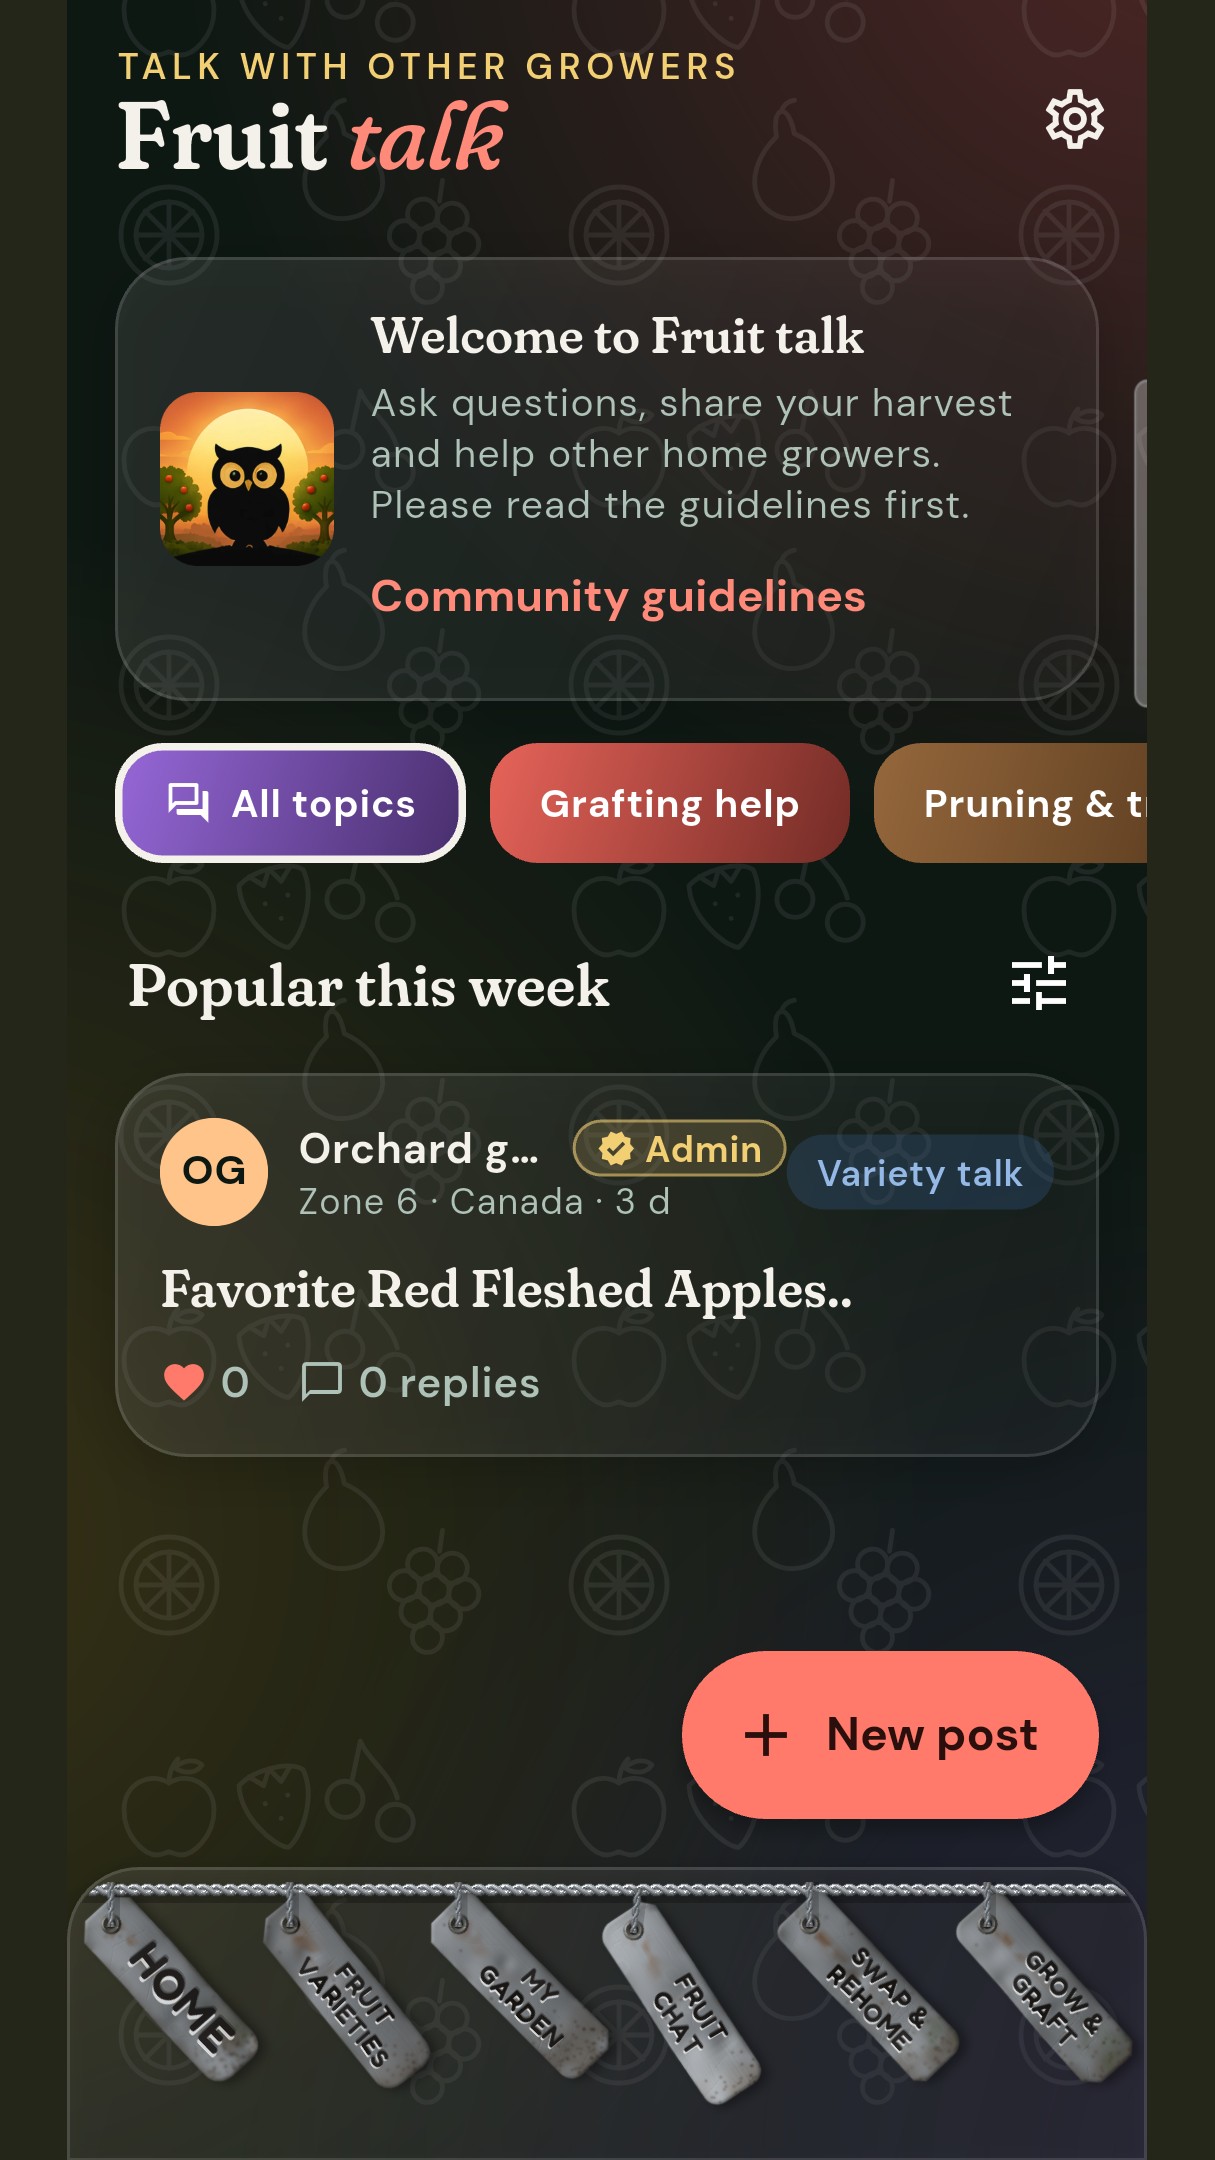 TALK WITH OTHER GROWERS
Fruit talk
Welcome to Fruit talk
Ask questions, share your harvest
and help other home growers.
Please read the guidelines first.
Community guidelines
All topics
Grafting help
Pruning & t
Popular this week
OG
Orchard g...
Admin
Variety talk
Zone 6 · Canada · 3 d
Favorite Red Fleshed Apples..
0
0 replies
New post
HOME
FRUIT
VARIETIES
MY
GARDEN
FRUIT
CHAT
SWAP &
REHOME
GROW &
GRAFT